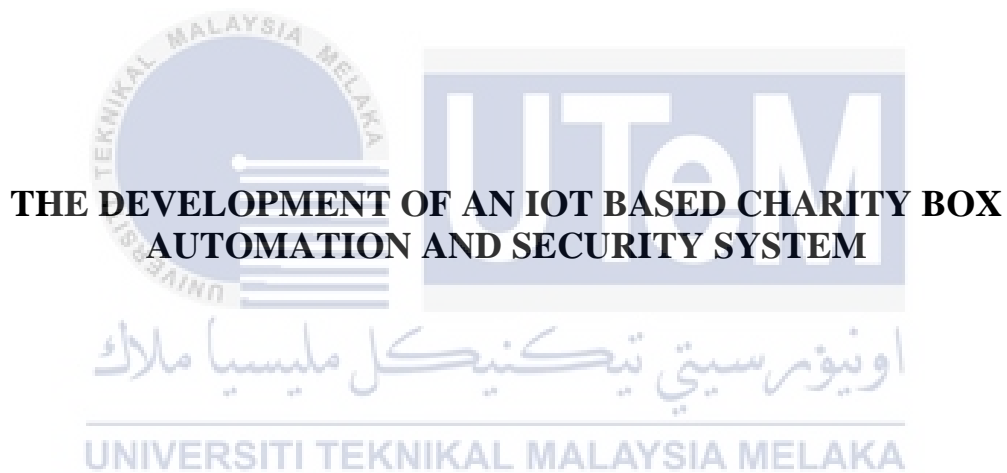 UNIVERSITI TEKNIKAL MALAYSIA MELAKA
UTeM
THE DEVELOPMENT OF AN IOT BASED CHARITY BOX
AUTOMATION AND SECURITY SYSTEM
اونيۏرسيتي تيكنيكل مليسيا ملاك
UNIVERSITI TEKNIKAL MALAYSIA MELAKA